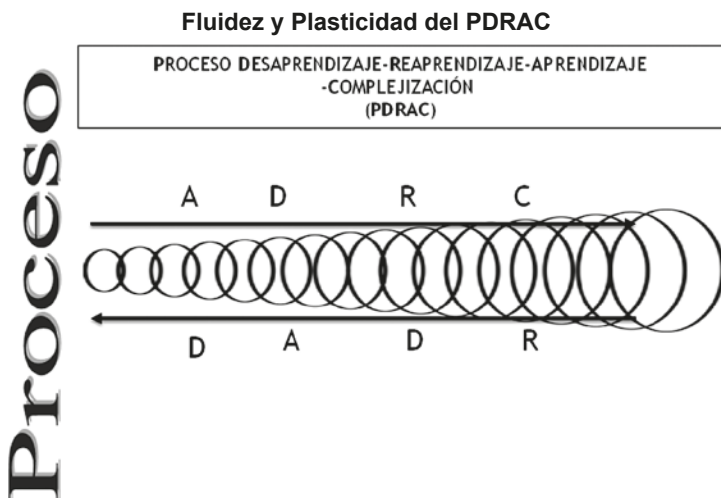 Fluidez y Plasticidad del PDRAC
PROCESO DESAPRENDIZAJE-REAPRENDIZAJE-APRENDIZAJE
-COMPLEJIZACIÓN
(PDRAC)
Proceso
A D R C
D A D R